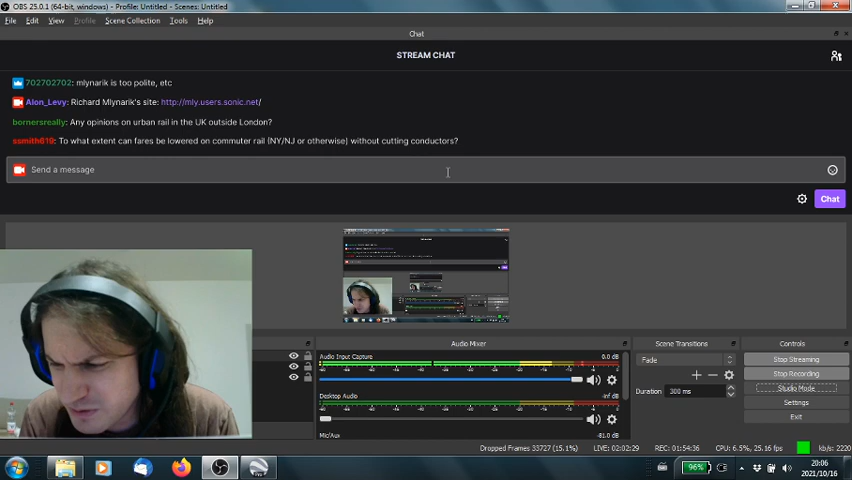 OBS 25.0.1 (64-bit, windows) - Profile: Untitled - Scenes: Untitled
File Edit View Profile Scene Collection Tools Help
Chat
STREAM CHAT
702702702: mlynarik is too polite, etc
Alon_Levy: Richard Mlynarik's site: http://mly.users.sonic.net/
bornersreally: Any opinions on urban rail in the UK outside London?
ssmith619: To what extent can fares be lowered on commuter rail (NY/NJ or otherwise) without cutting conductors?
Send a message
Chat
Audio Mixer
Scene Transitions
Controls
Audio Input Capture 0.0 dB
Desktop Audio -inf dB
Mic/Aux -81.0 dB
Fade
Duration 300 ms
Start Streaming
Stop Recording
Studio Mode
Settings
Exit
Dropped Frames 33727 (15.1%) LIVE: 02:02:29 REC: 01:54:36 CPU: 6.5%, 25.16 fps kb/s: 2220
96%
20:06
2021/10/16